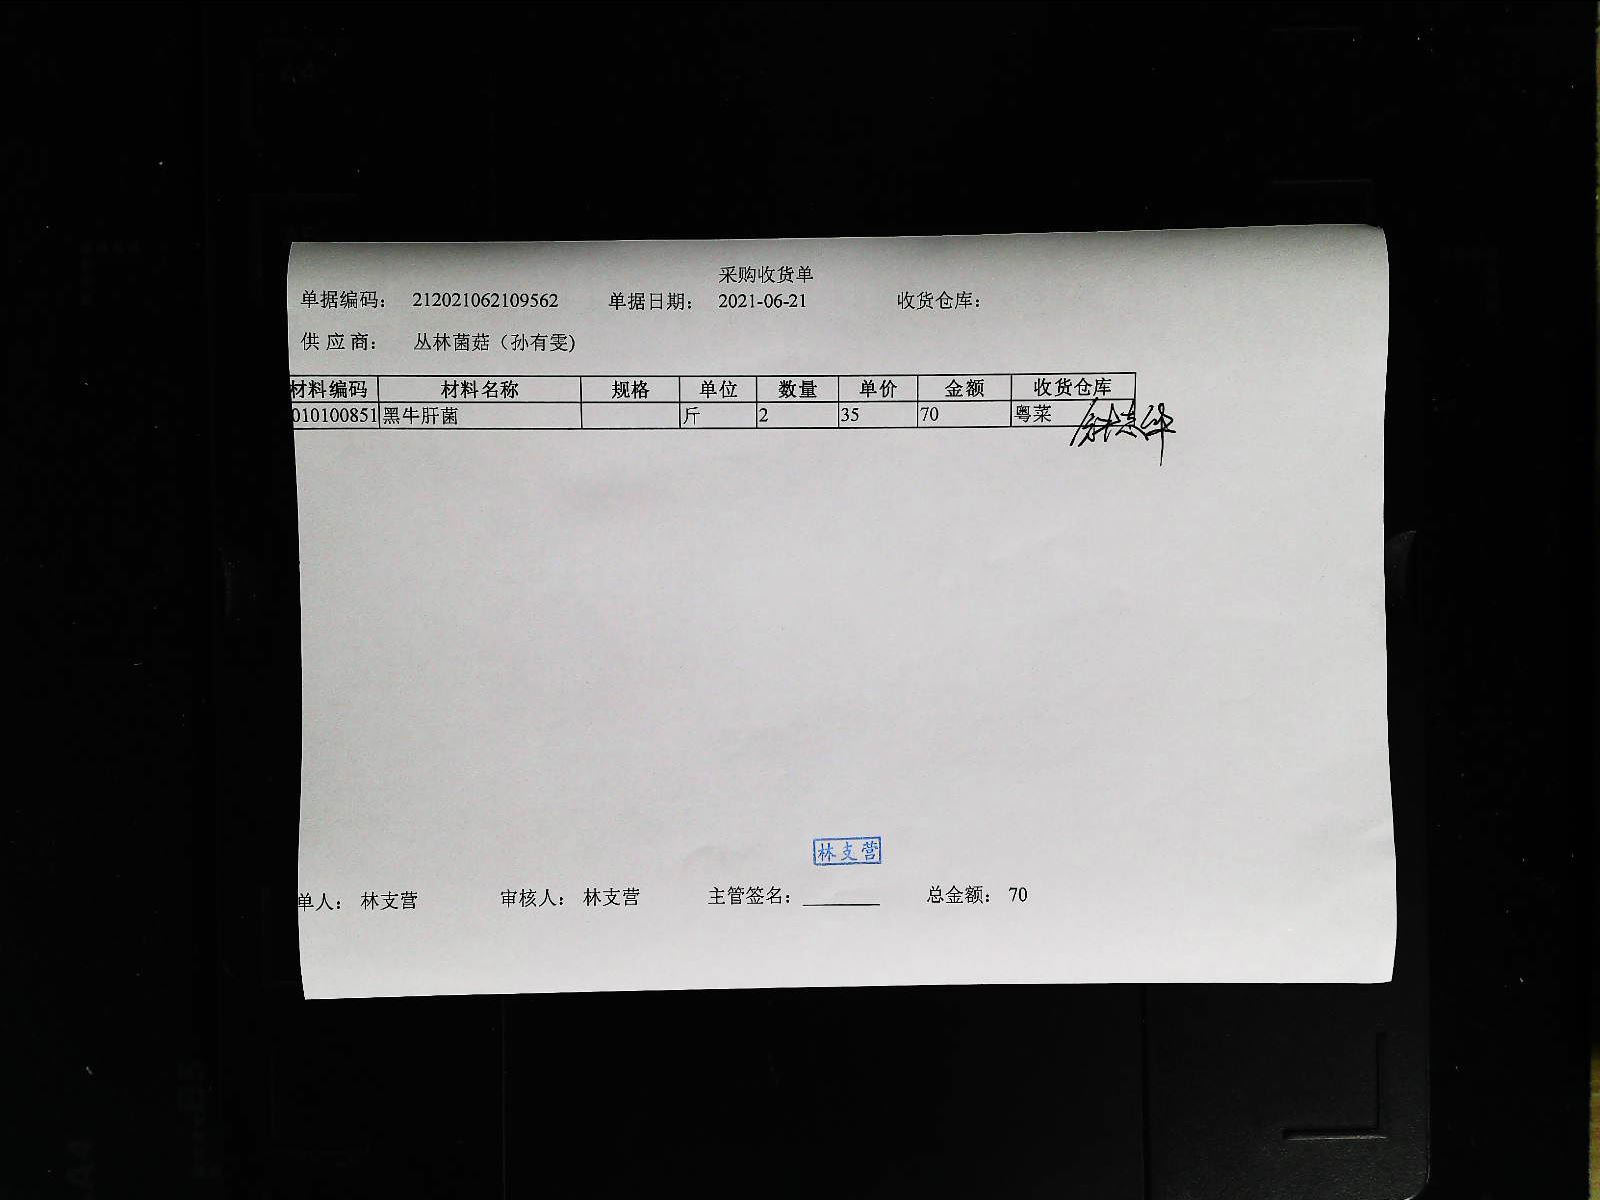 采购收货单
单据编码： 212021062109562 单据日期： 2021-06-21 收货仓库：
供应商： 丛林菌菇（孙有雯)
材料编码 材料名称 规格 单位 数量 单价 金额 收货仓库
010100851 黑牛肝菌 斤 2 35 70 粤菜
林支营
单人： 林支营 审核人： 林支营 主管签名： 总金额： 70